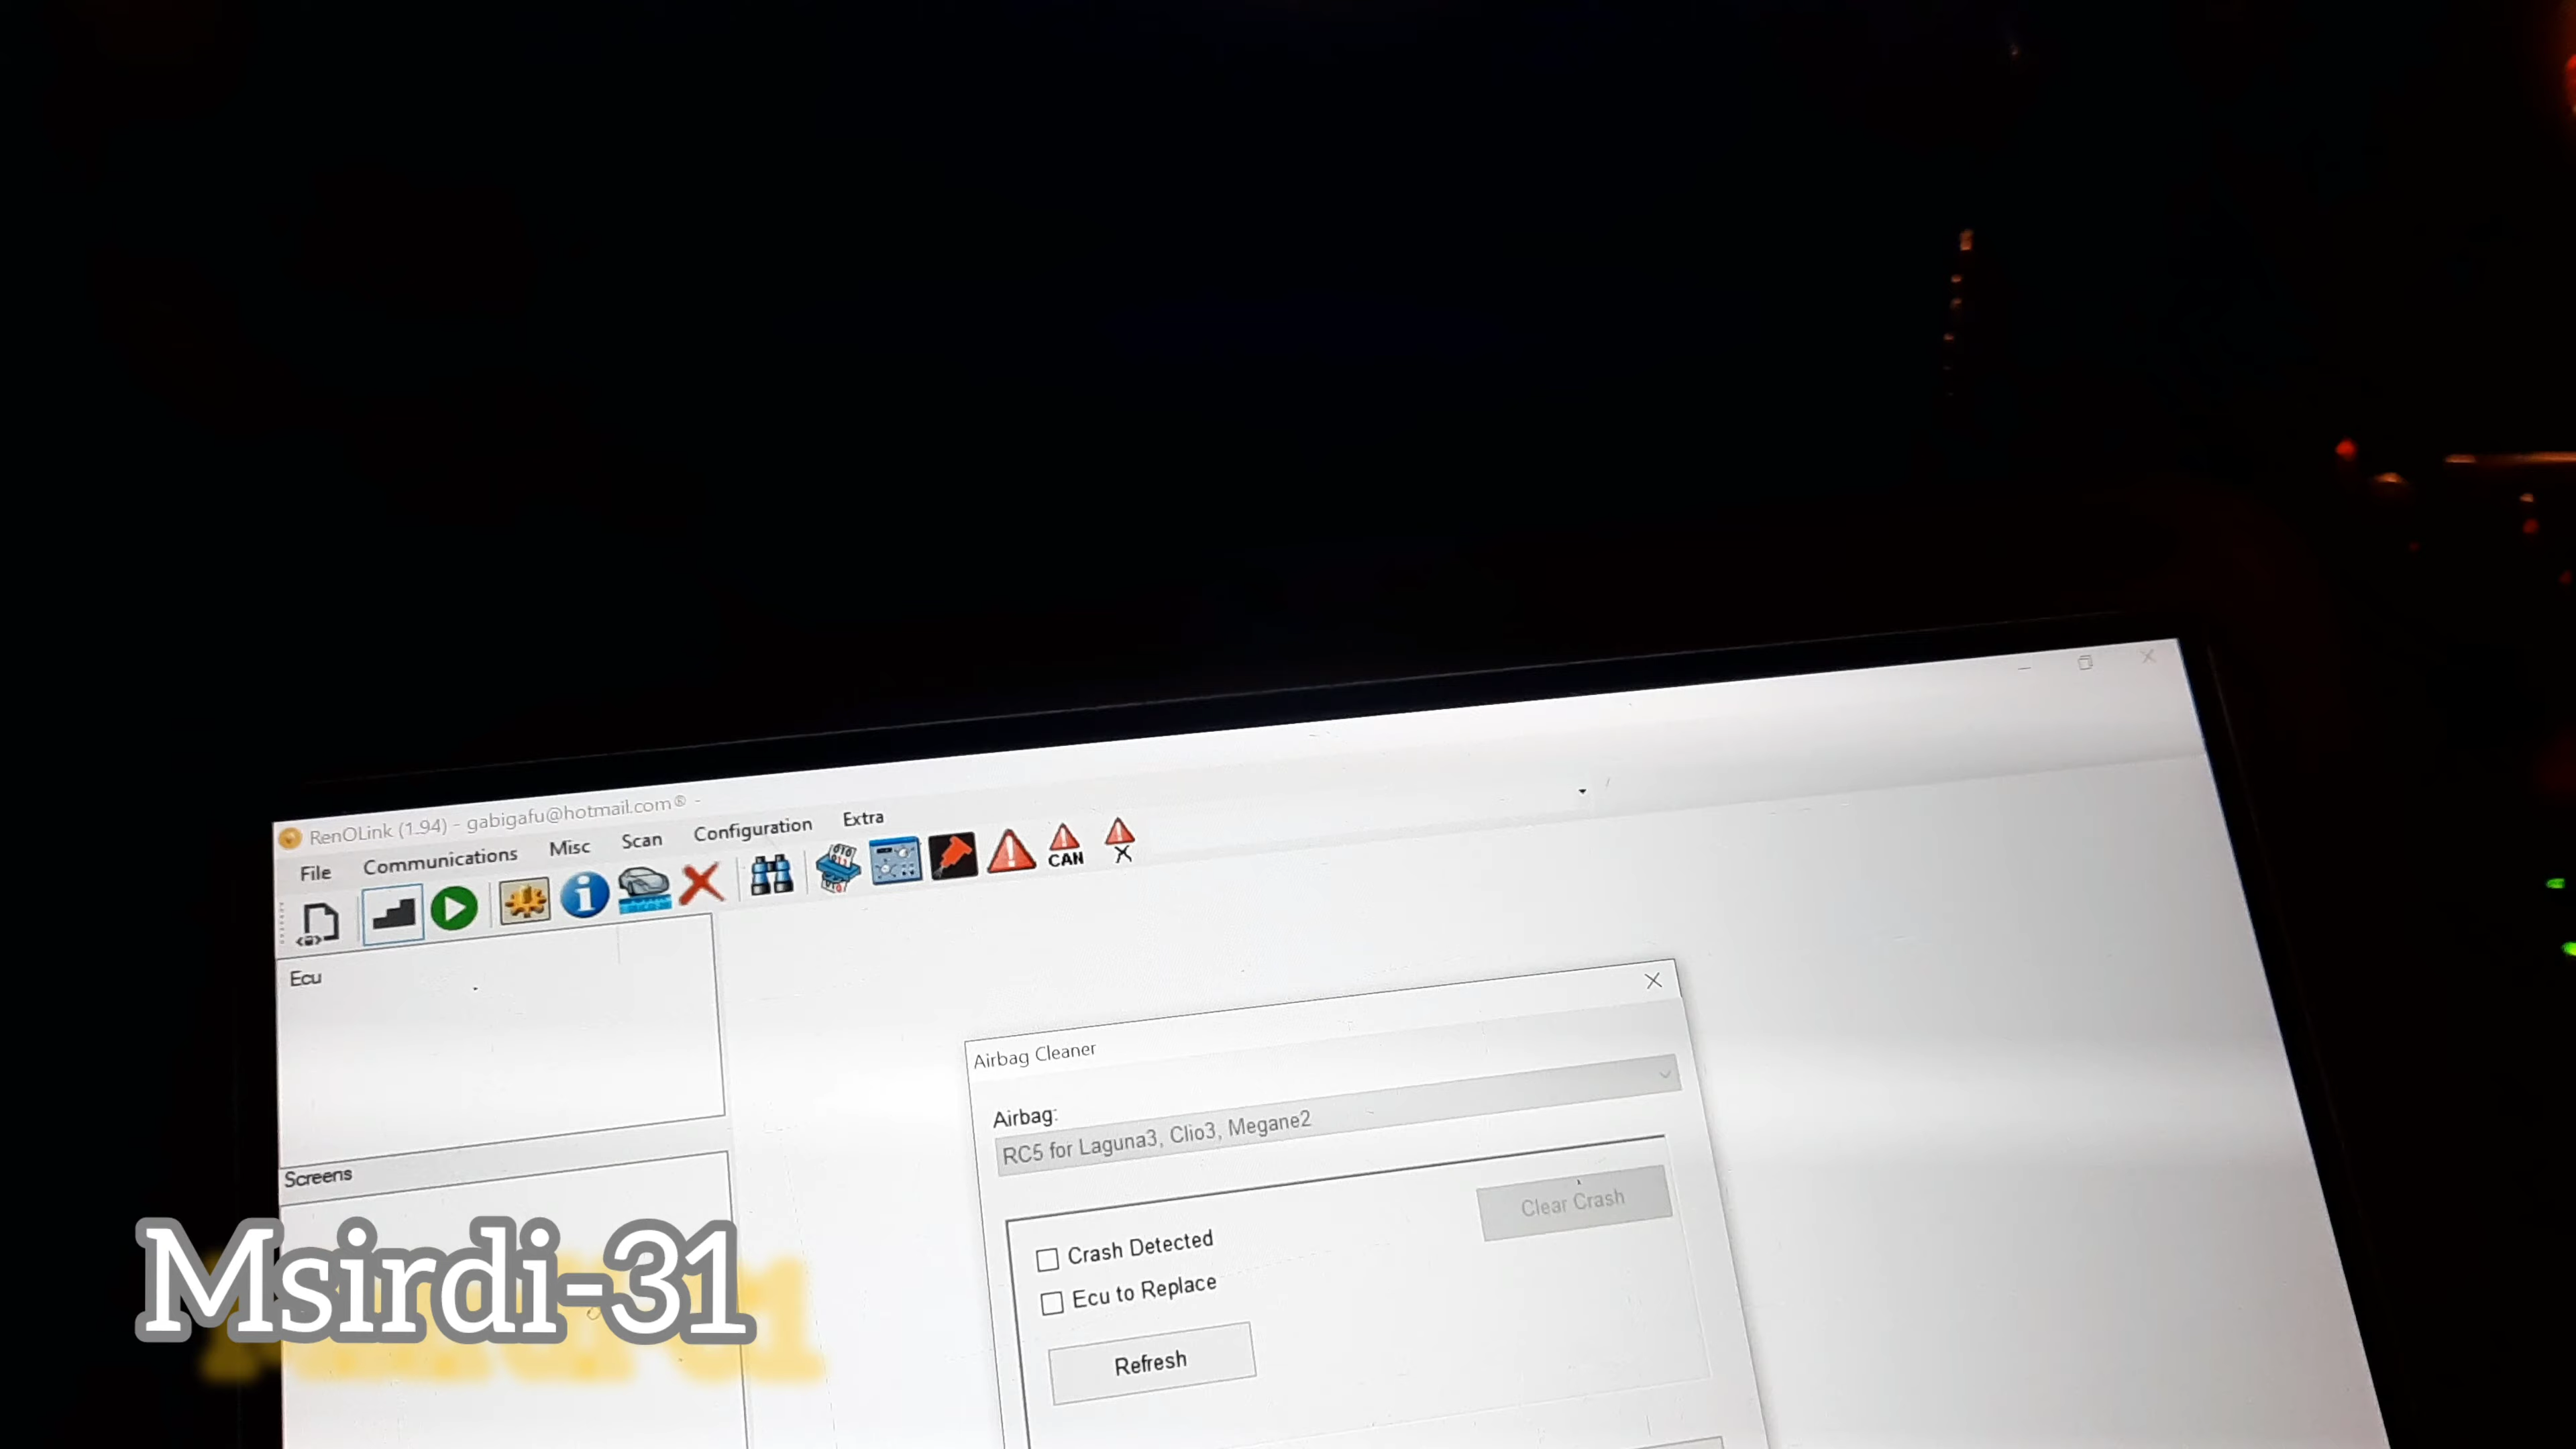 RenOLink (1.94) - gabigafu@hotmail.com® -
File Communications Misc Scan Configuration Extra
CAN
Ecu
Screens
Airbag Cleaner
Airbag:
RC5 for Laguna3, Clio3, Megane2
Clear Crash
Crash Detected
Ecu to Replace
Refresh
Msirdi-31